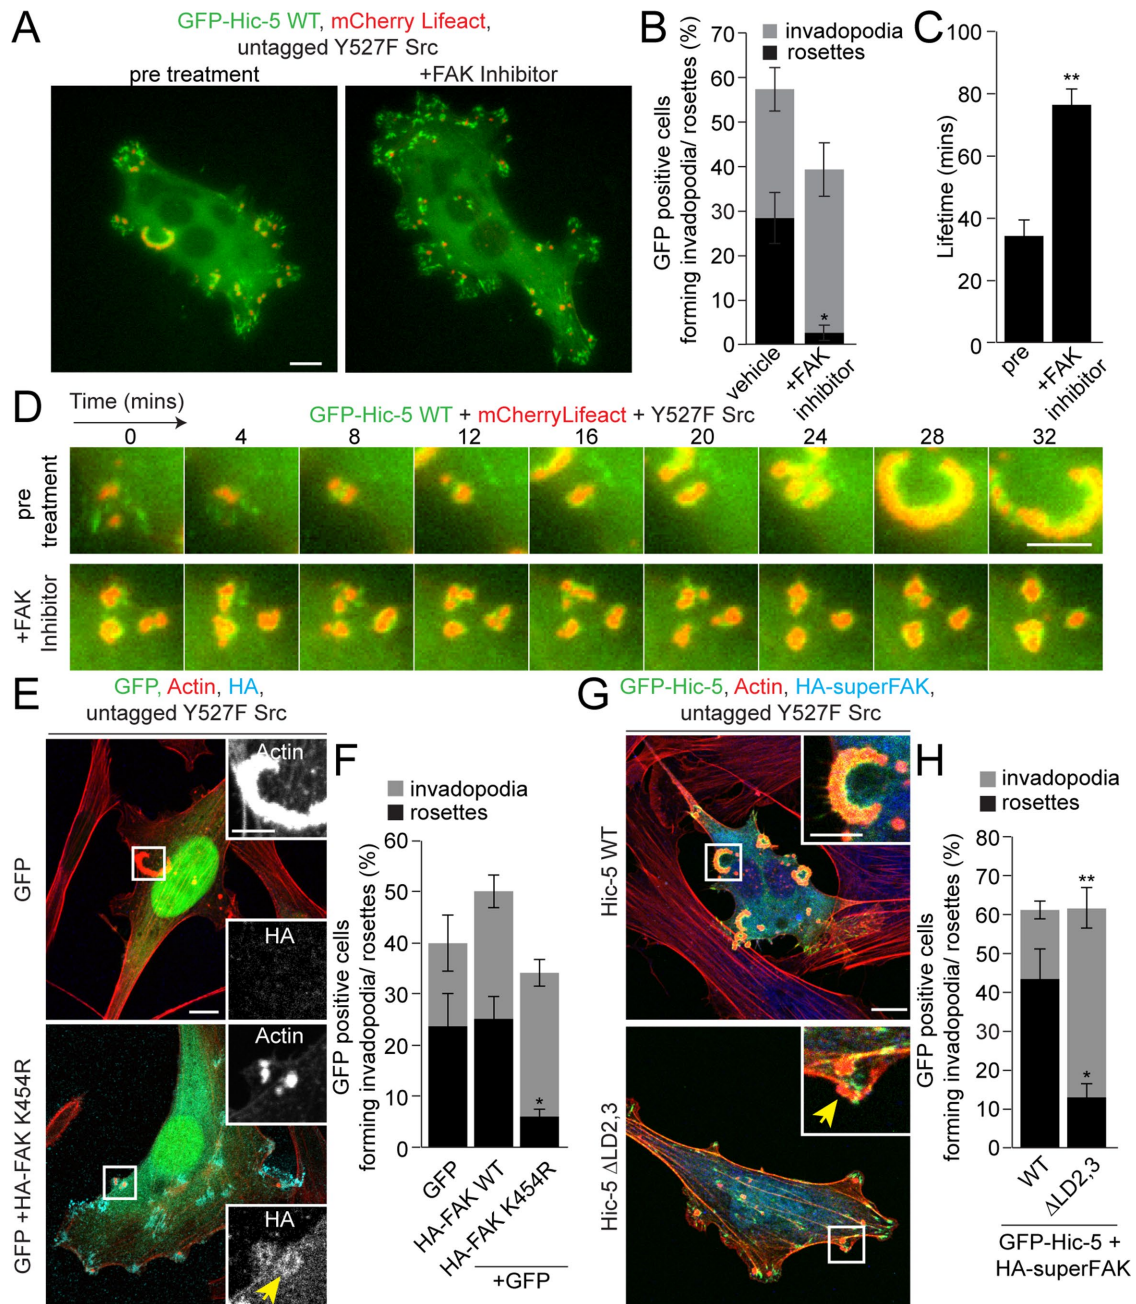 A
GFP-Hic-5 WT, mCherry Lifeact,
untagged Y527F Src
pre treatment
+FAK Inhibitor
B
GFP positive cells
forming invadopodia/ rosettes (%)
invadopodia
rosettes
70
60
50
40
30
20
10
0
vehicle
+FAK
inhibitor
*
C
Lifetime (mins)
100
80
60
40
20
0
**
pre
+FAK
inhibitor
D
Time (mins)
GFP-Hic-5 WT + mCherryLifeact + Y527F Src
0 4 8 12 16 20 24 28 32
pre
treatment
+FAK
Inhibitor
E
GFP, Actin, HA,
untagged Y527F Src
GFP
Actin
HA
GFP +HA-FAK K454R
Actin
HA
F
invadopodia
rosettes
GFP positive cells
forming invadopodia/ rosettes (%)
60
50
40
30
20
10
0
*
GFP
HA-FAK WT
HA-FAK K454R
+GFP
G
GFP-Hic-5, Actin, HA-superFAK,
untagged Y527F Src
Hic-5 WT
Hic-5 ΔLD2,3
H
invadopodia
rosettes
GFP positive cells
forming invadopodia/ rosettes (%)
80
70
60
50
40
30
20
10
0
**
*
WT
ΔLD2,3
GFP-Hic-5 +
HA-superFAK